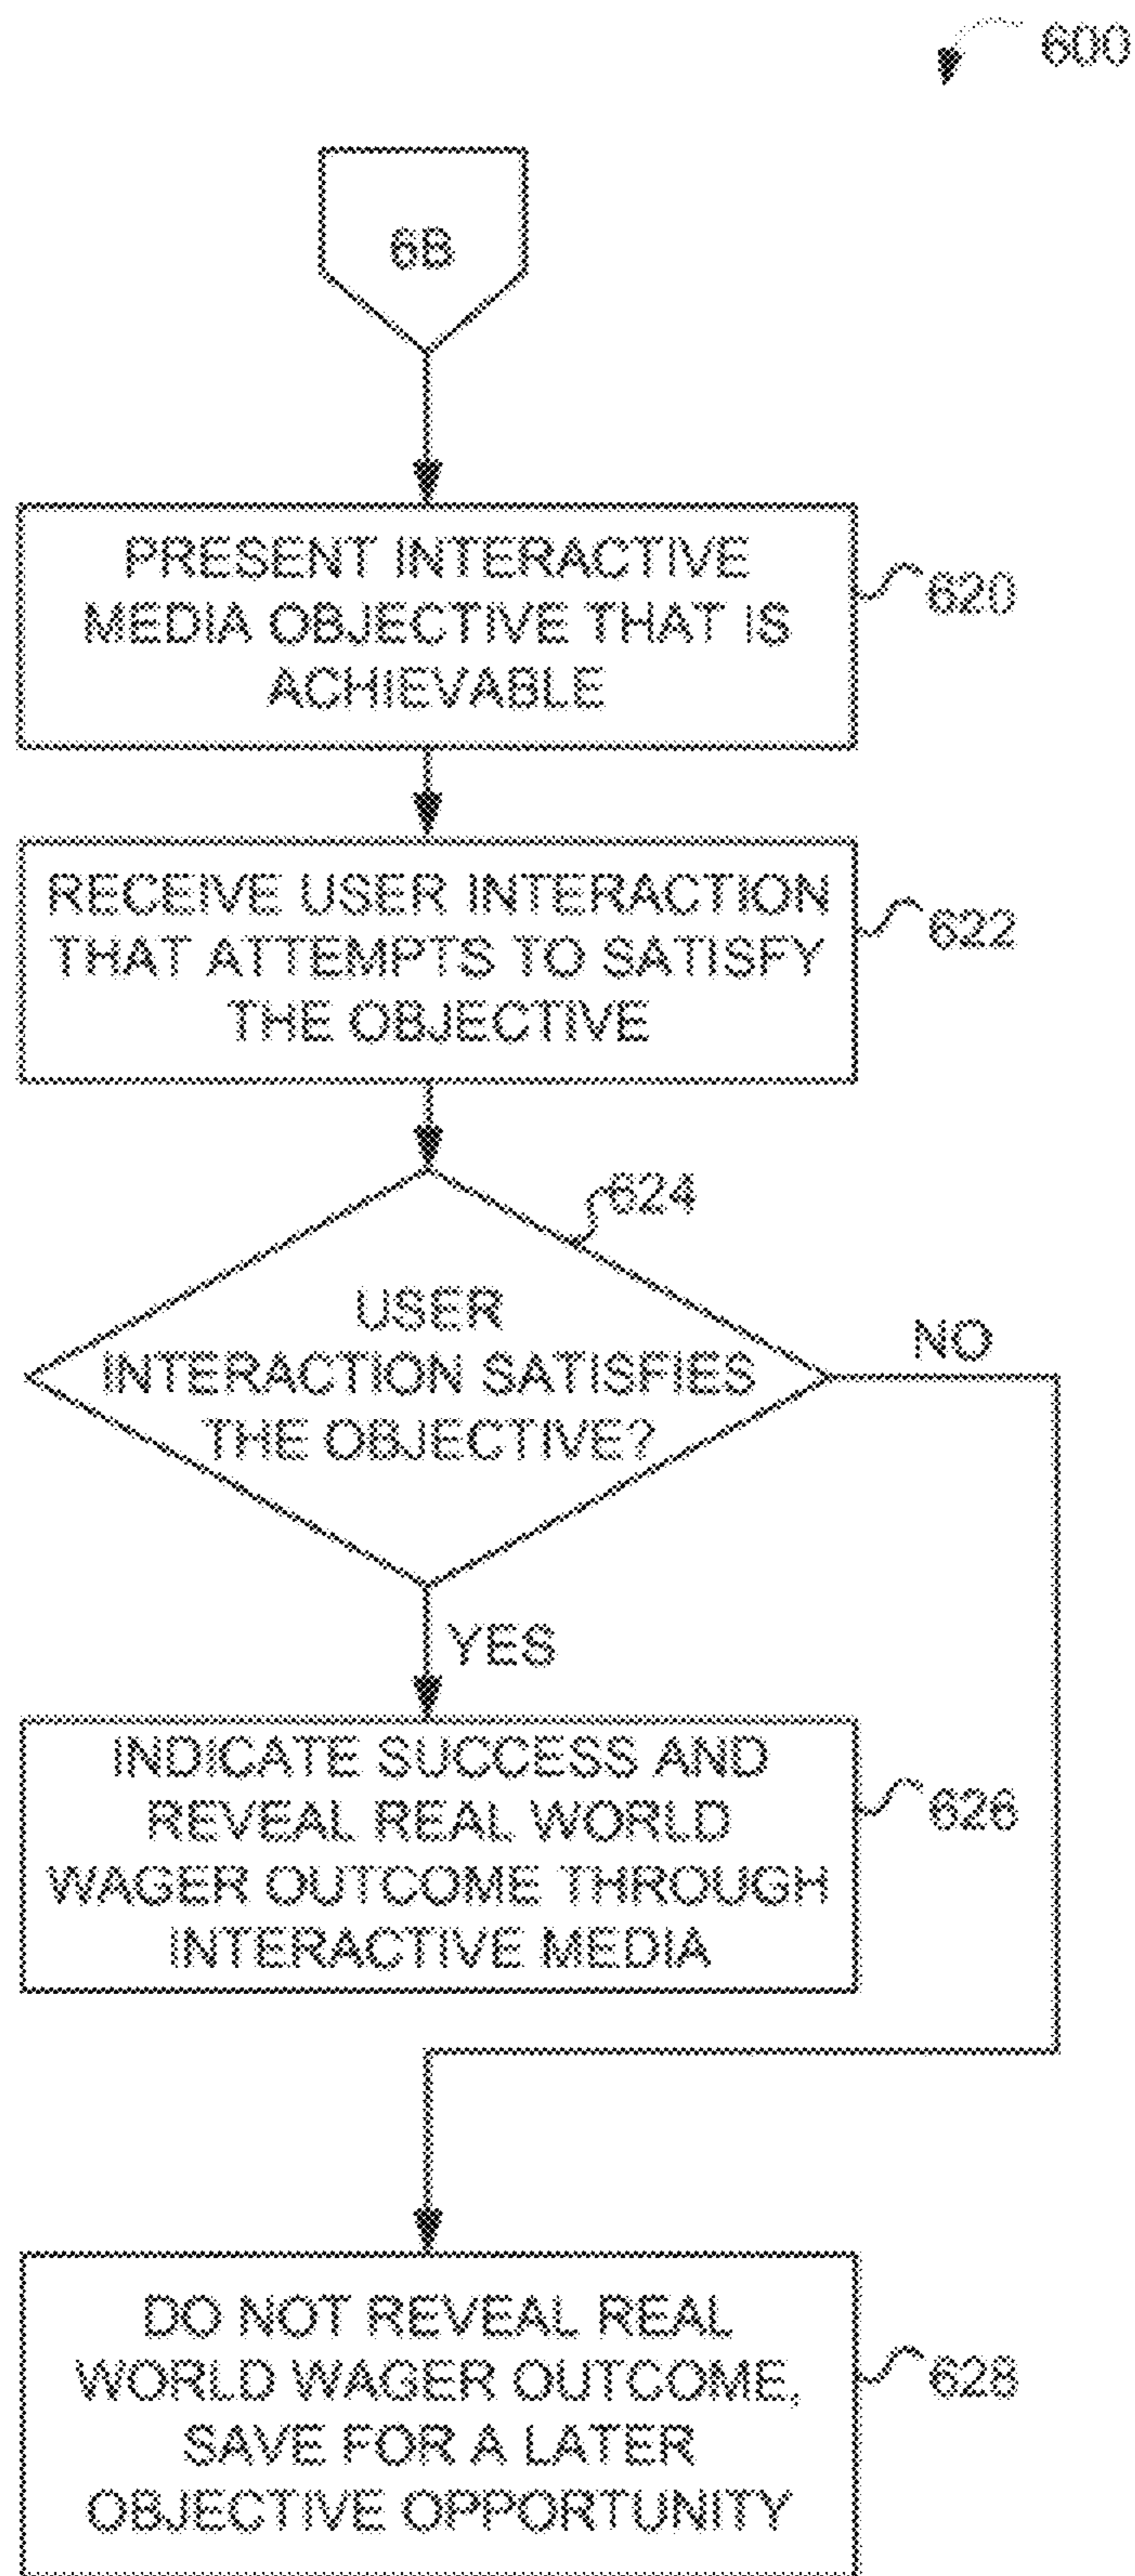 600
6B
PRESENT INTERACTIVE
MEDIA OBJECTIVE THAT IS
ACHIEVABLE
620
RECEIVE USER INTERACTION
THAT ATTEMPTS TO SATISFY
THE OBJECTIVE
622
624
USER
INTERACTION SATISFIES
THE OBJECTIVE?
NO
YES
INDICATE SUCCESS AND
REVEAL REAL WORLD
WAGER OUTCOME THROUGH
INTERACTIVE MEDIA
626
DO NOT REVEAL REAL
WORLD WAGER OUTCOME,
SAVE FOR A LATER
OBJECTIVE OPPORTUNITY
628